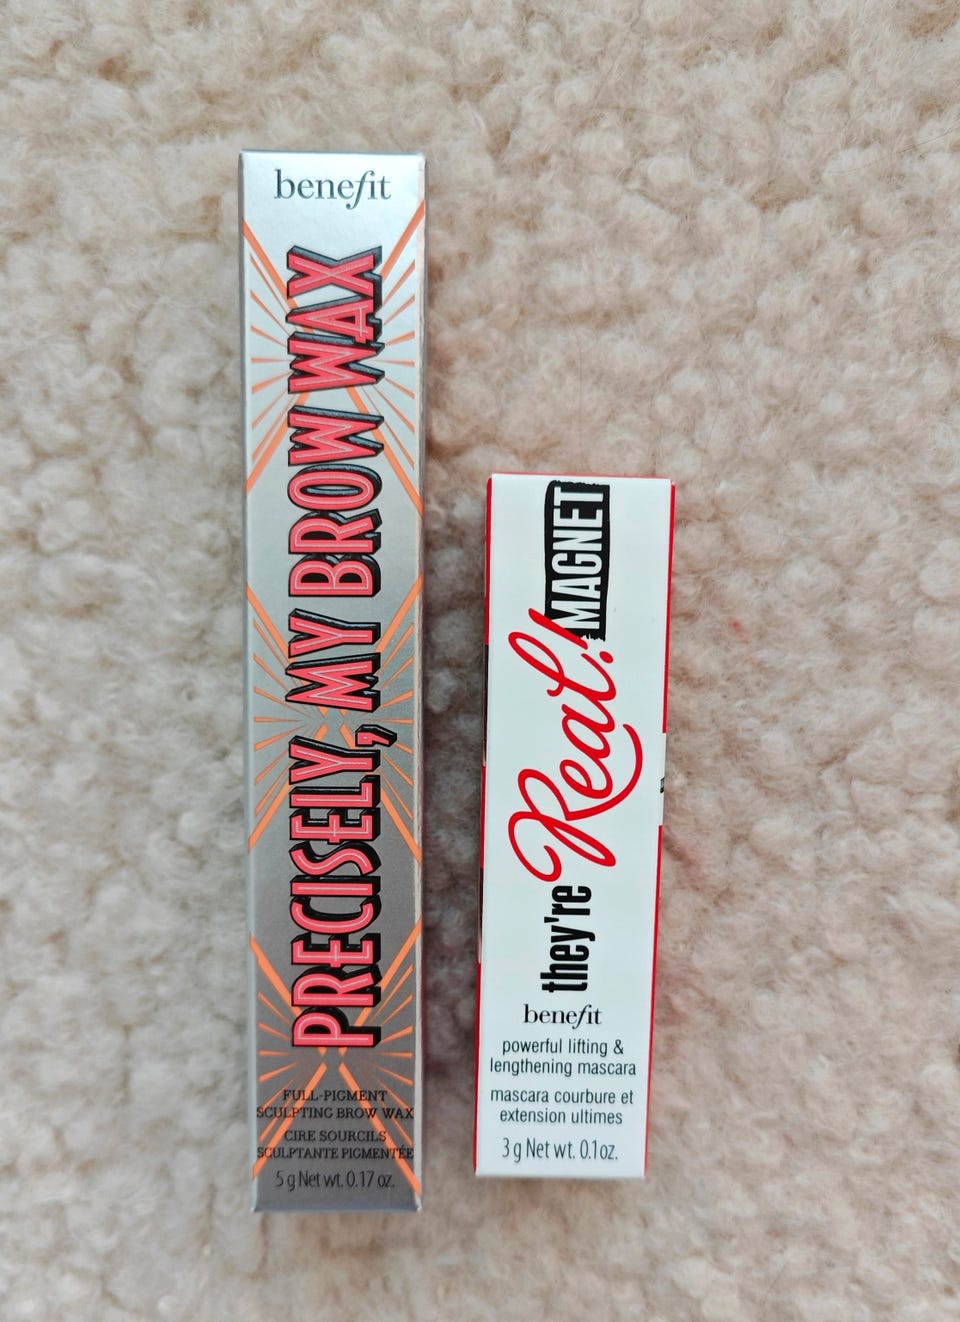 benefit
PRECISELY, MY BROW WAX
FULL-PIGMENT
SCULPTING BROW WAX
CIRE SOURCILS
SCULPTANTE PIGMENTÉE
5 g Net wt. 0.17 oz.
they're Real! MAGNET
benefit
powerful lifting &
lengthening mascara
mascara courbure et
extension ultimes
3 g Net wt. 0.1 oz.